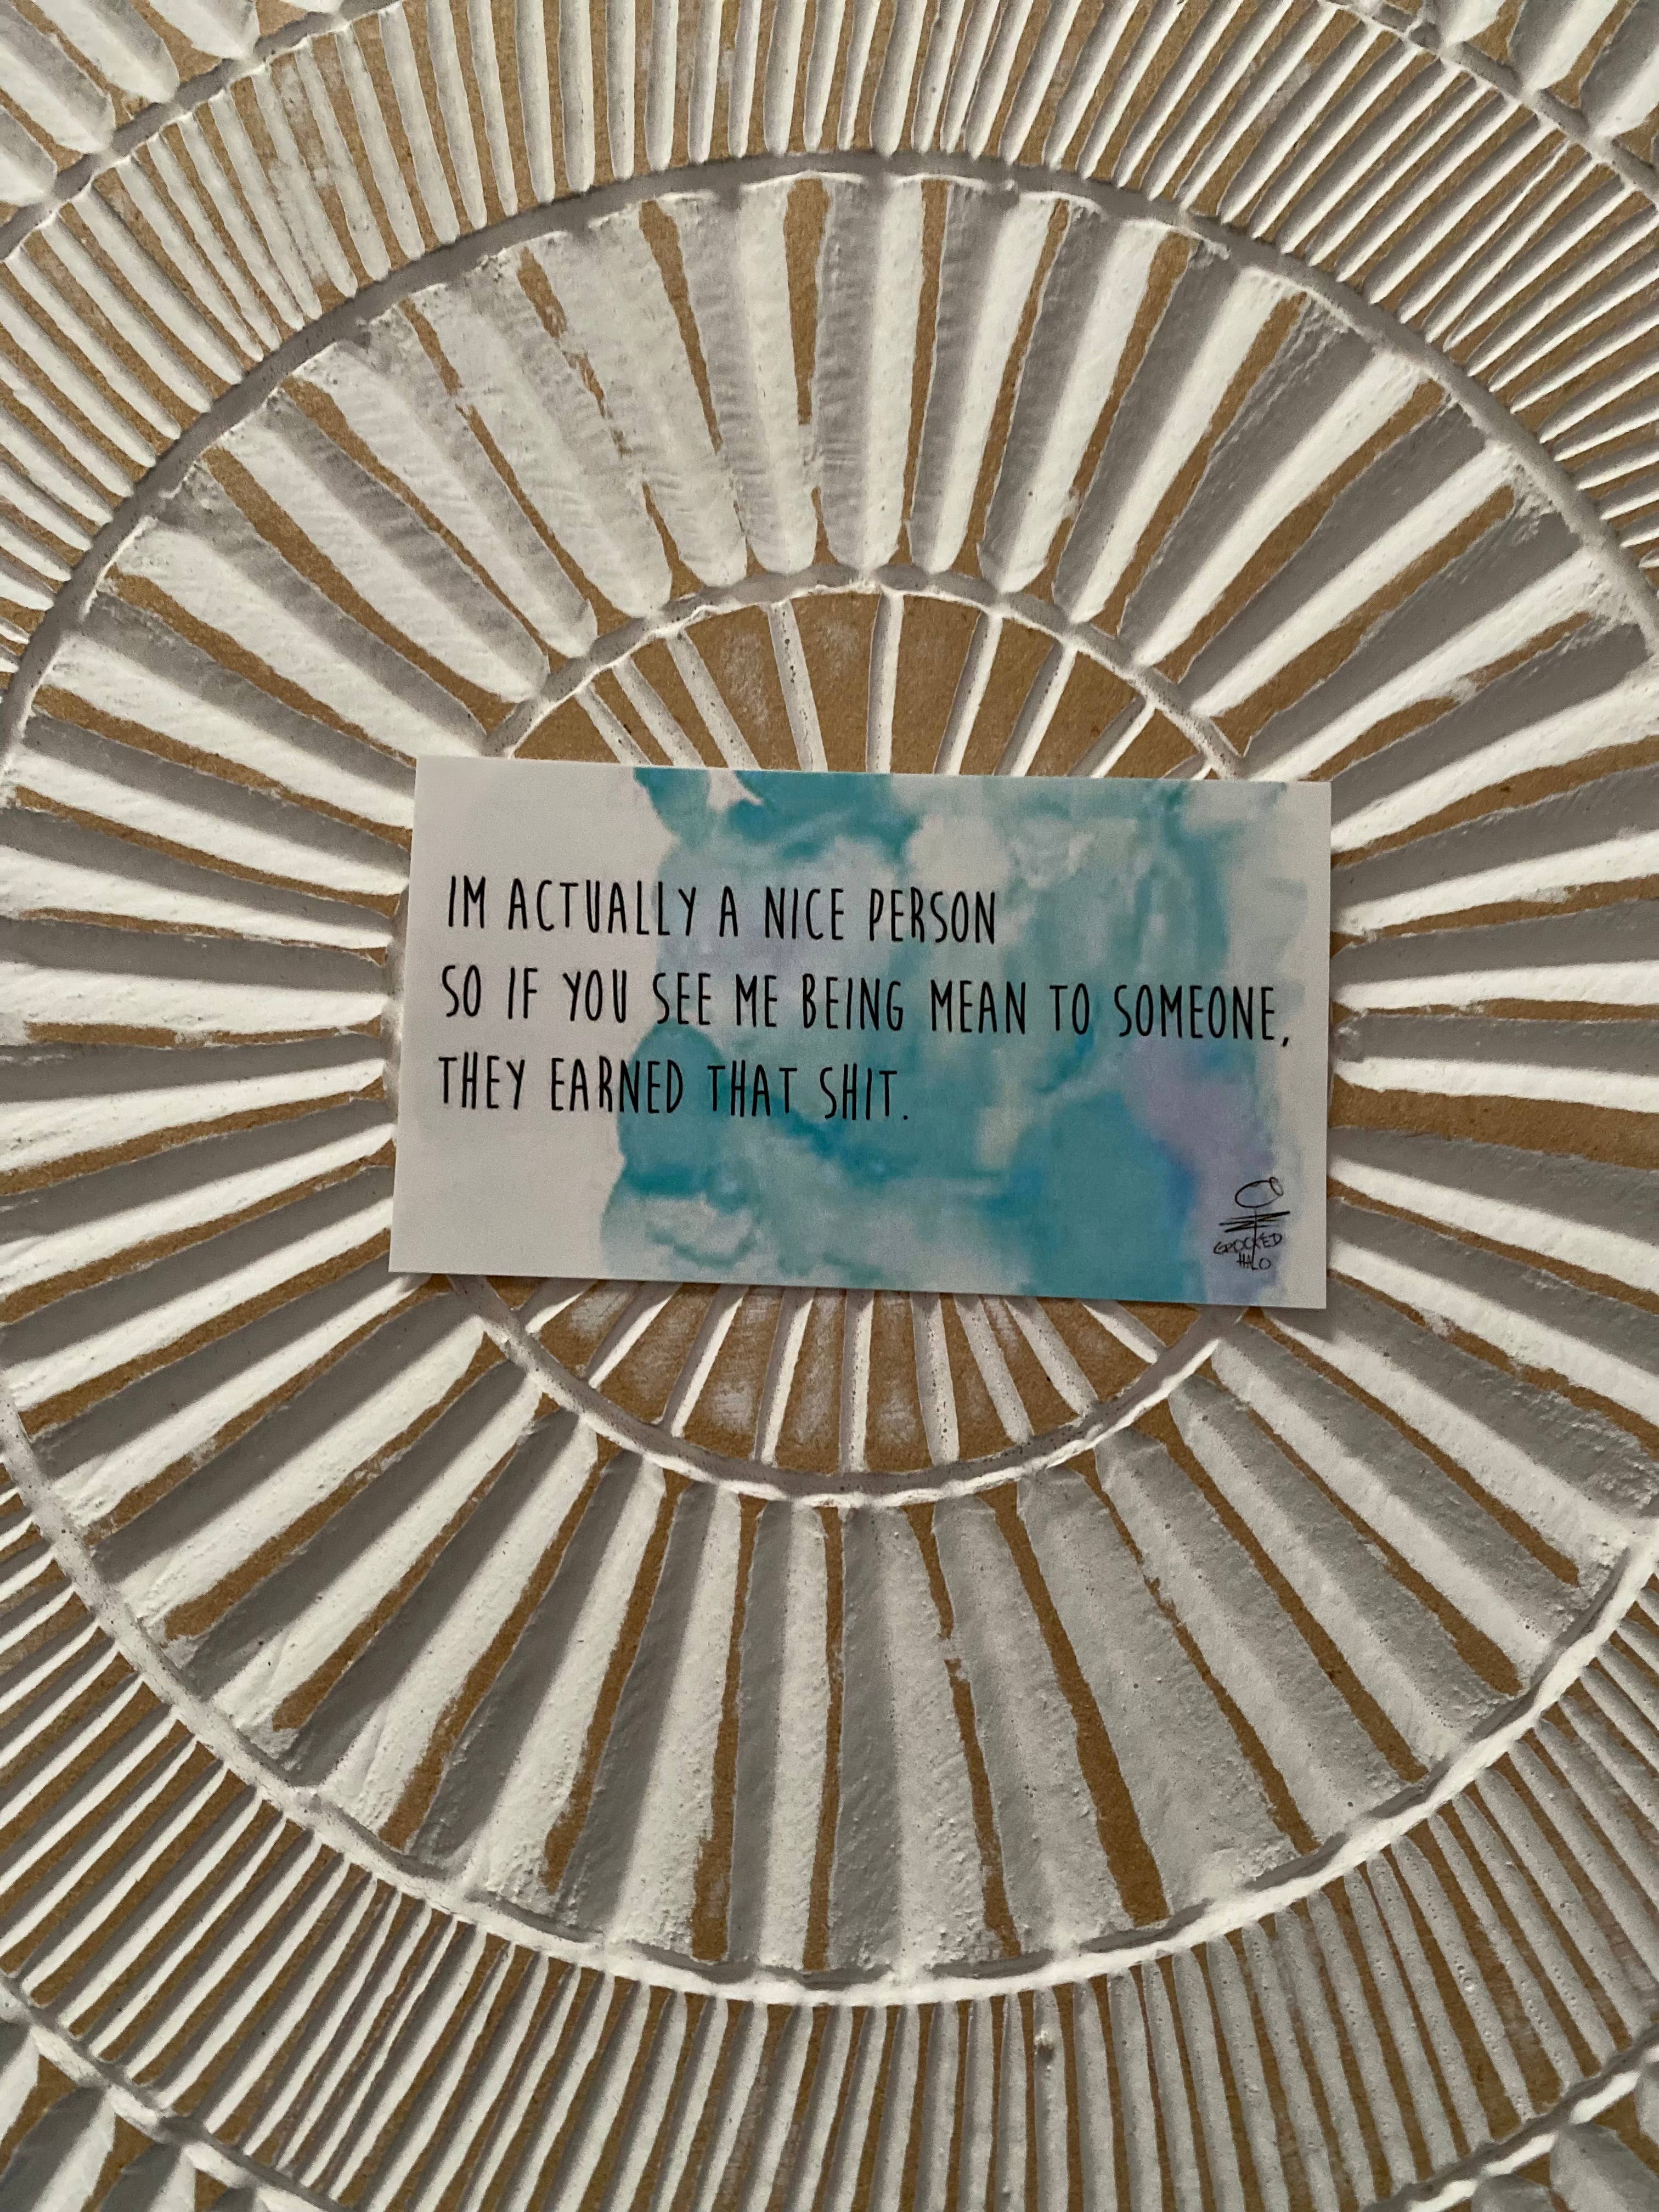 IM ACTUALLY A NICE PERSON
SO IF YOU SEE ME BEING MEAN TO SOMEONE,
THEY EARNED THAT SHIT.
CROOKED
HALO